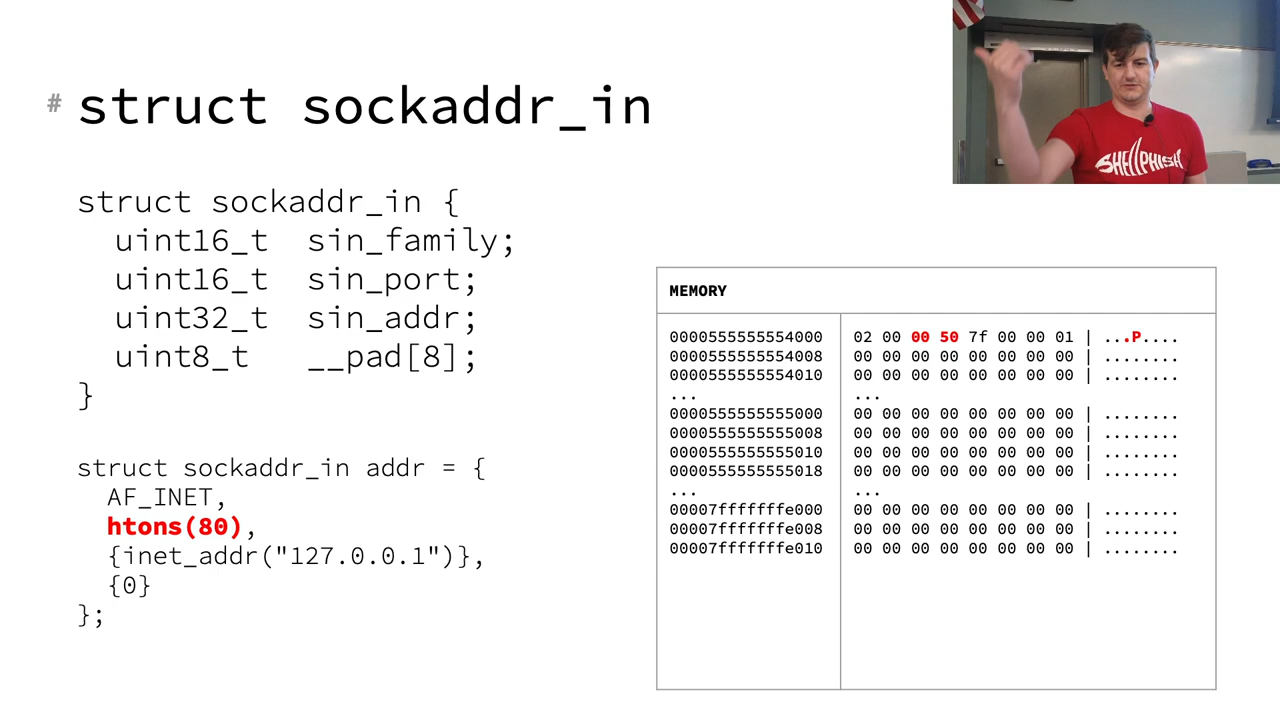 # struct sockaddr_in
SHELLPHISH
struct sockaddr_in {
uint16_t sin_family;
uint16_t sin_port;
uint32_t sin_addr;
uint8_t __pad[8];
}
struct sockaddr_in addr = {
AF_INET,
htons(80),
{inet_addr("127.0.0.1")},
{0}
};
MEMORY
0000555555554000 02 00 00 50 7f 00 00 01 | ...P....
0000555555554008 00 00 00 00 00 00 00 00 | ........
0000555555554010 00 00 00 00 00 00 00 00 | ........
... ...
0000555555555000 00 00 00 00 00 00 00 00 | ........
0000555555555008 00 00 00 00 00 00 00 00 | ........
0000555555555010 00 00 00 00 00 00 00 00 | ........
0000555555555018 00 00 00 00 00 00 00 00 | ........
... ...
00007fffffffe000 00 00 00 00 00 00 00 00 | ........
00007fffffffe008 00 00 00 00 00 00 00 00 | ........
00007fffffffe010 00 00 00 00 00 00 00 00 | ........